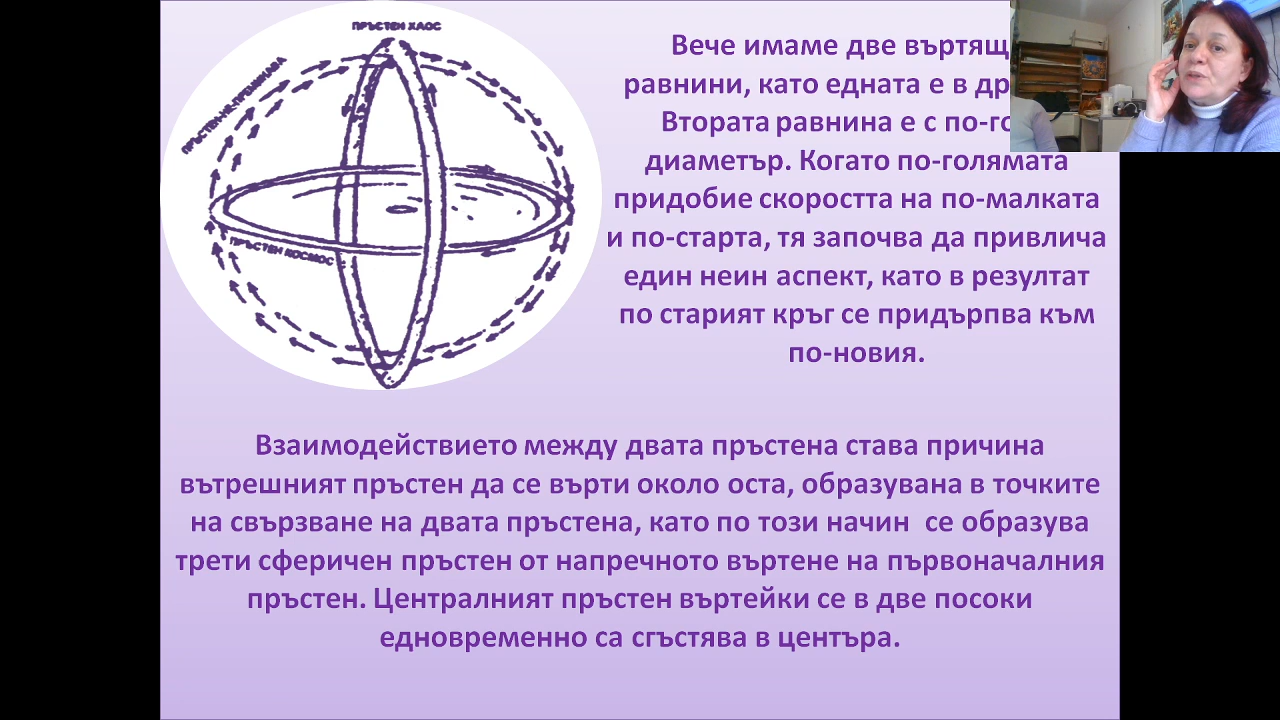 ПРЪСТЕН ХАОС
ПРЪСТЕН НЕ ПРЕМИНАВА
ПРЪСТЕН КОСМОС
Вече имаме две въртящ
равнини, като едната е в др
Втората равнина е с по-го
диаметър. Когато по-голямата
придобие скоростта на по-малката
и по-старта, тя започва да привлича
един неин аспект, като в резултат
по старият кръг се придърпва към
по-новия.
Взаимодействието между двата пръстена става причина
вътрешният пръстен да се върти около оста, образувана в точките
на свързване на двата пръстена, като по този начин се образува
трети сферичен пръстен от напречното въртене на първоначалния
пръстен. Централният пръстен въртейки се в две посоки
едновременно са сгъстява в центъра.